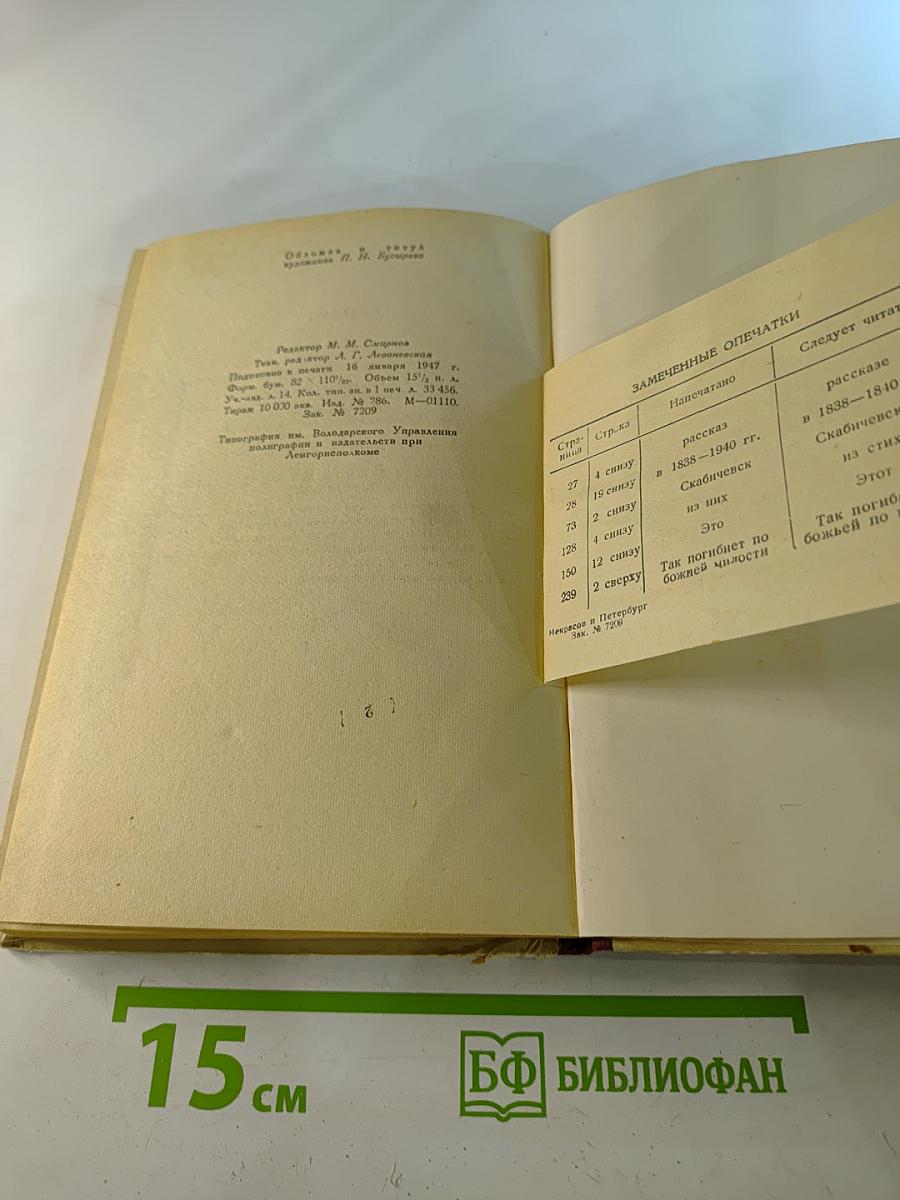 Обложка и титул
художника П. Н. Бусырева
Редактор М. М. Смирнов
Техн. редактор Л. Г. Левоневская
Подписано к печати 16 января 1947 г.
Форм. бум. 82 × 110¹/₃₂. Объем 15¹/₂ п. л.
Уч.-изд. л. 14. Кол. тип. зн. в 1 печ. л. 33 456.
Тираж 10 000 экз. Изд. № 786. М—01110.
Зак. № 7209
Типография им. Володарского Управления
полиграфии и издательств при
Ленгорисполкоме
ЗАМЕЧЕННЫЕ ОПЕЧАТКИ
Стра-
ница Строка Напечатано Следует читат
27 4 снизу рассказ рассказе
28 19 снизу в 1838—1940 гг. в 1838—1840
73 2 снизу Скабичевск Скабичевск
128 4 снизу из них из стих
150 12 снизу Это Этот
239 2 сверху Так погибнет по Так погиб
божией милости божьей по
Некрасов и Петербург
Зак. № 7209
15 см
БФ БИБЛИОФАН